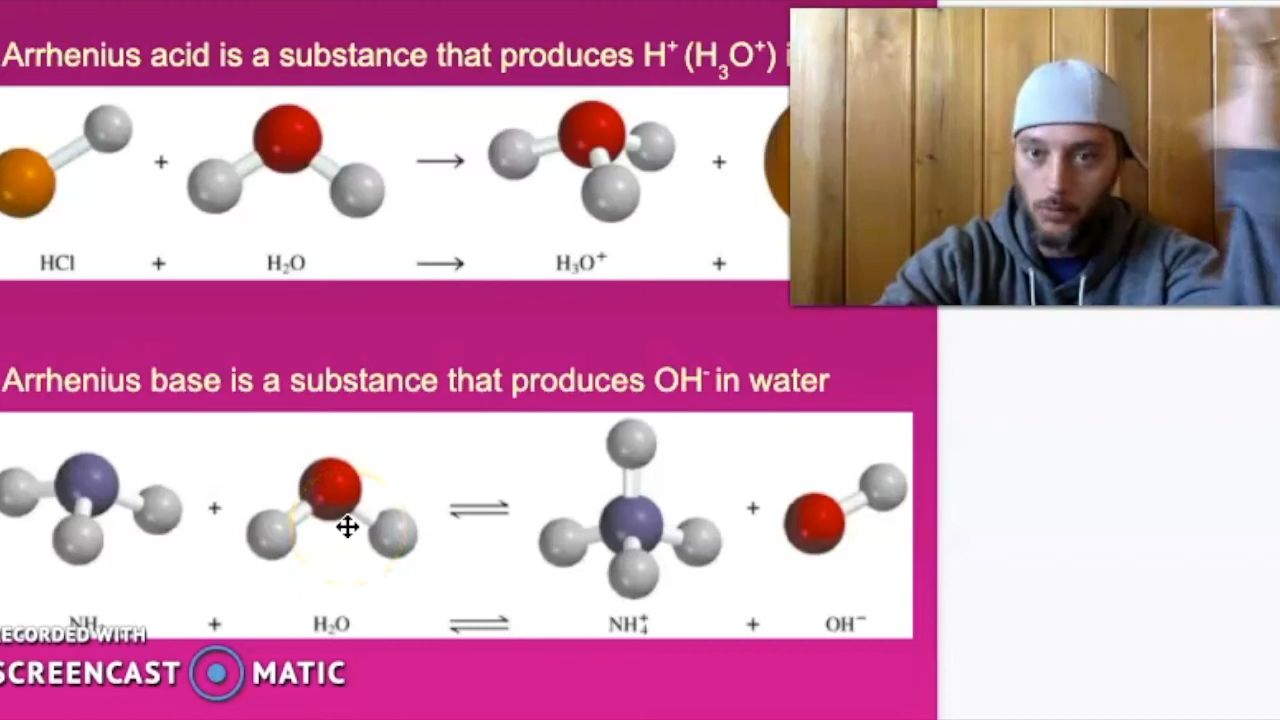 Arrhenius acid is a substance that produces H⁺ (H₃O⁺)
+ → +
HCl + H₂O → H₃O⁺ +
Arrhenius base is a substance that produces OH⁻ in water
+ ⇌ +
+ H₂O ⇌ NH₄⁺ + OH⁻
RECORDED WITH
SCREENCAST MATIC